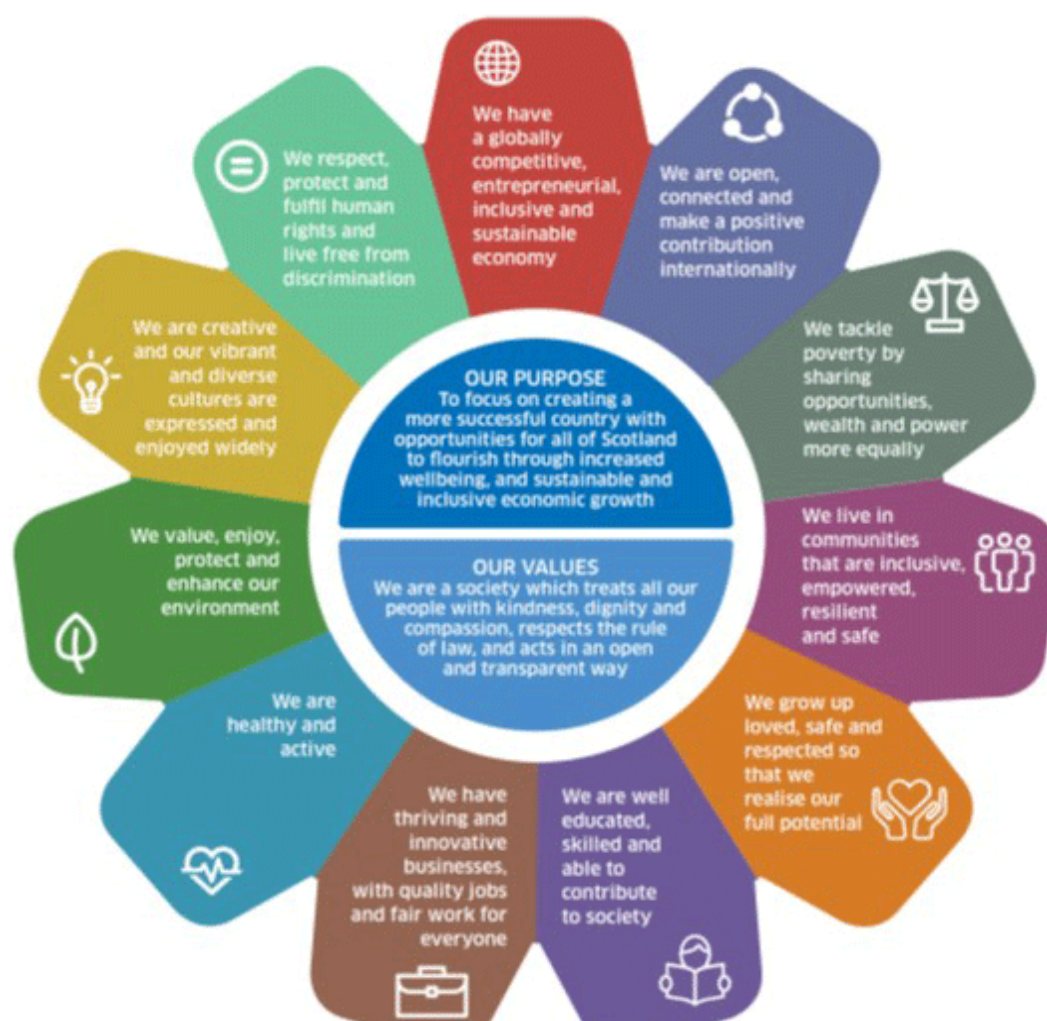 We have
a globally
competitive,
entrepreneurial,
inclusive and
sustainable
economy
We are open,
connected and
make a positive
contribution
internationally
We tackle
poverty by
sharing
opportunities,
wealth and power
more equally
We live in
communities
that are inclusive,
empowered,
resilient
and safe
We grow up
loved, safe and
respected so
that we
realise our
full potential
We are well
educated,
skilled and
able to
contribute
to society
We have
thriving and
innovative
businesses,
with quality jobs
and fair work for
everyone
We are
healthy and
active
We value, enjoy,
protect and
enhance our
environment
We are creative
and our vibrant
and diverse
cultures are
expressed and
enjoyed widely
We respect,
protect and
fulfil human
rights and
live free from
discrimination
OUR PURPOSE
To focus on creating a
more successful country with
opportunities for all of Scotland
to flourish through increased
wellbeing, and sustainable and
inclusive economic growth
OUR VALUES
We are a society which treats all our
people with kindness, dignity and
compassion, respects the rule
of law, and acts in an open
and transparent way